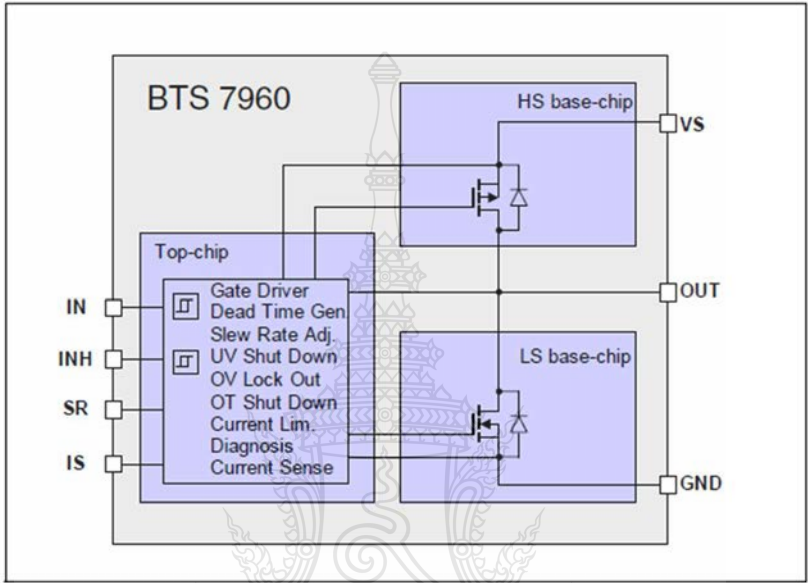 BTS 7960
HS base-chip
VS
Top-chip
Gate Driver
Dead Time Gen.
Slew Rate Adj.
UV Shut Down
OV Lock Out
OT Shut Down
Current Lim.
Diagnosis
Current Sense
IN
INH
SR
IS
OUT
LS base-chip
GND